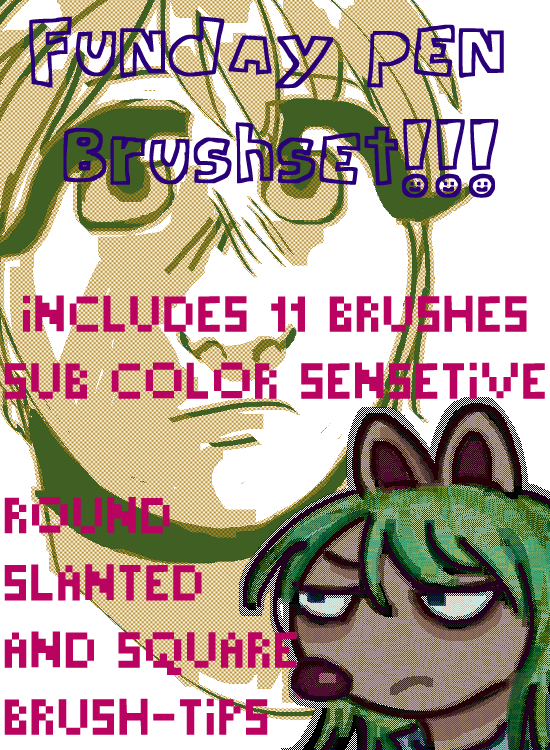 Funday pen
Brushset!!!
iNCLUDES 11 BRUSHES
SUB COLOR SENSETiVE
ROUND
SLANTED
AND SQUARE
BRUSH-TiPS